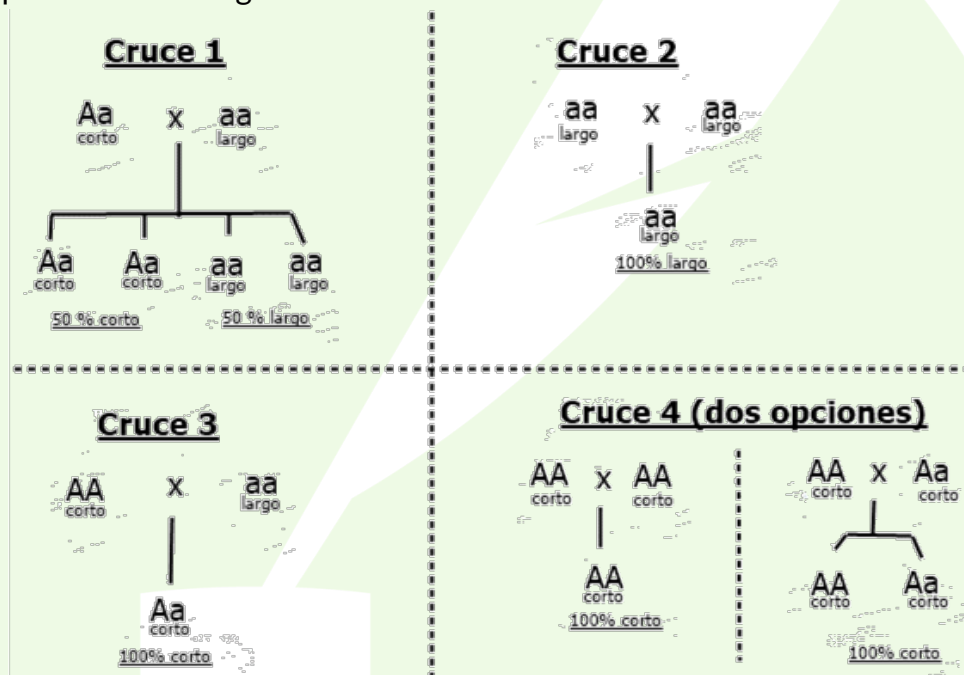 Cruce 1
Aa x aa
corto largo
Aa Aa aa aa
corto corto largo largo
50 % corto 50 % largo
Cruce 2
aa x aa
largo largo
aa
largo
100% largo
Cruce 3
AA x aa
corto largo
Aa
corto
100% corto
Cruce 4 (dos opciones)
AA x AA
corto corto
AA
corto
100% corto
AA x Aa
corto corto
AA Aa
corto corto
100% corto